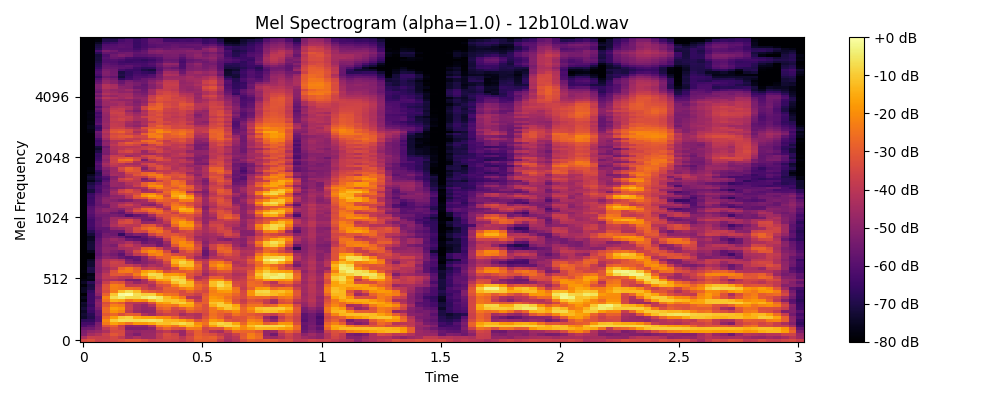 Mel Spectrogram (alpha=1.0) - 12b10Ld.wav
Mel Frequency
4096
2048
1024
512
0
0
0.5
1
1.5
2
2.5
3
Time
+0 dB
-10 dB
-20 dB
-30 dB
-40 dB
-50 dB
-60 dB
-70 dB
-80 dB